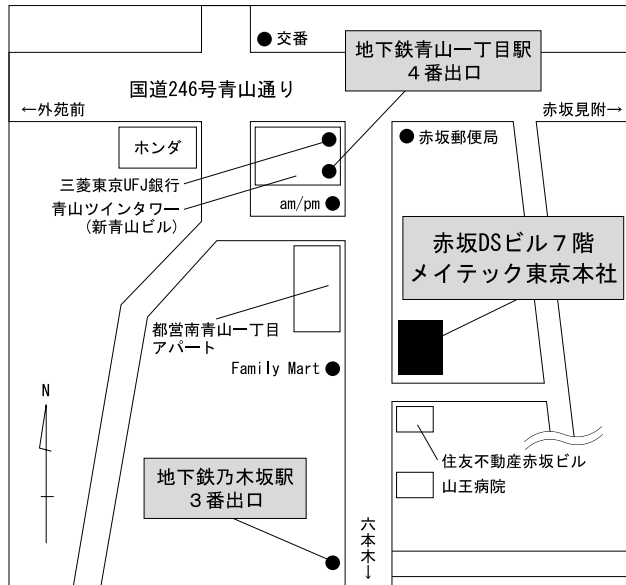 交番
地下鉄青山一丁目駅
４番出口
国道246号青山通り
←外苑前
赤坂見附→
ホンダ
赤坂郵便局
三菱東京UFJ銀行
青山ツインタワー
(新青山ビル)
am/pm
赤坂DSビル７階
メイテック東京本社
都営南青山一丁目
アパート
Family Mart
N
住友不動産赤坂ビル
山王病院
地下鉄乃木坂駅
３番出口
六本木→